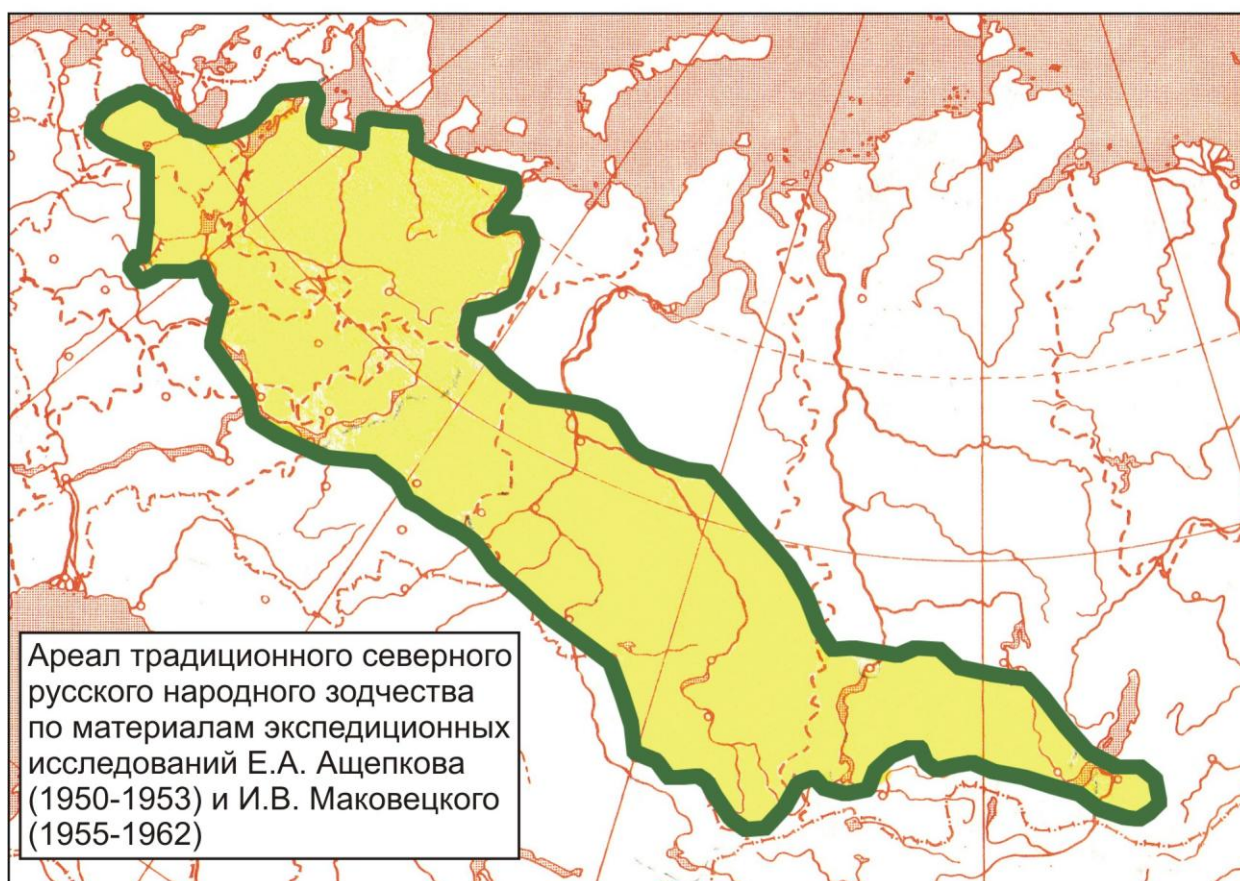 Ареал традиционного северного
русского народного зодчества
по материалам экспедиционных
исследований Е.А. Ащепкова
(1950-1953) и И.В. Маковецкого
(1955-1962)